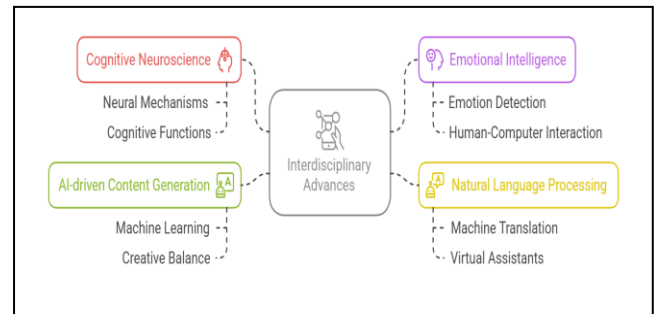 Cognitive Neuroscience
Neural Mechanisms
Cognitive Functions
AI-driven Content Generation
Machine Learning
Creative Balance
Interdisciplinary
Advances
Emotional Intelligence
Emotion Detection
Human-Computer Interaction
Natural Language Processing
Machine Translation
Virtual Assistants